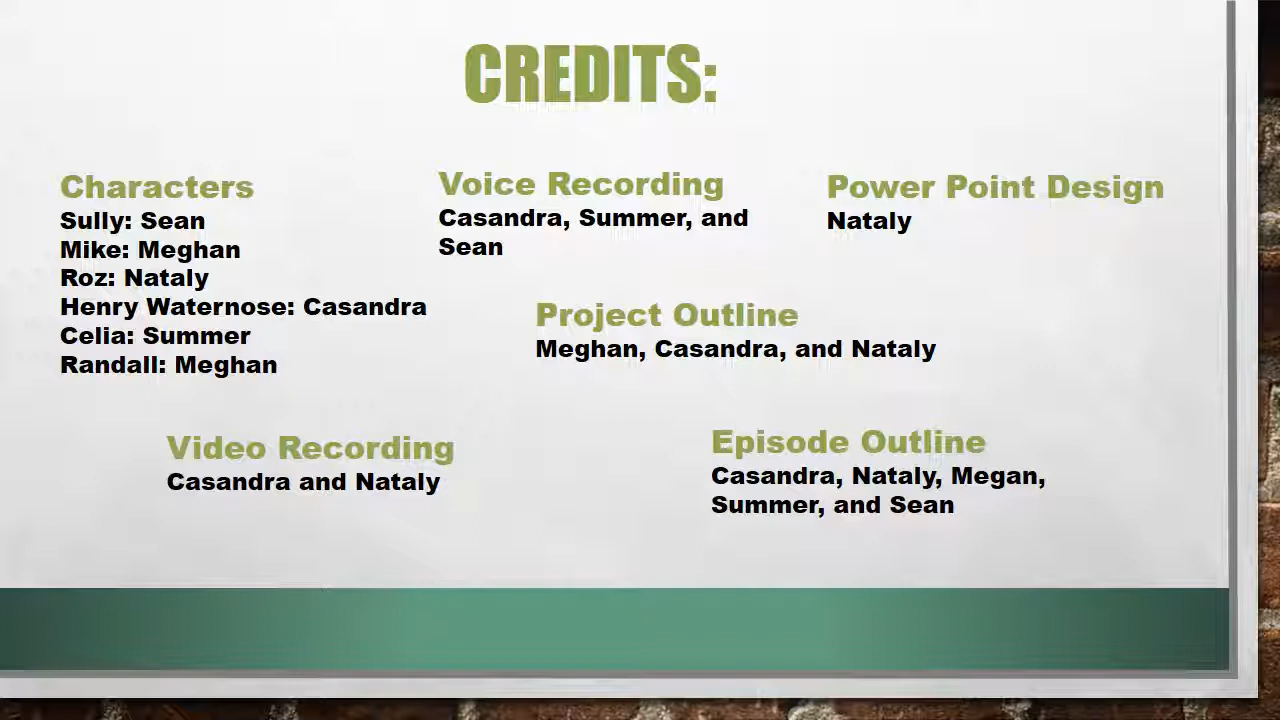 CREDITS:
Characters
Sully: Sean
Mike: Meghan
Roz: Nataly
Henry Waternose: Casandra
Celia: Summer
Randall: Meghan
Voice Recording
Casandra, Summer, and
Sean
Power Point Design
Nataly
Project Outline
Meghan, Casandra, and Nataly
Video Recording
Casandra and Nataly
Episode Outline
Casandra, Nataly, Megan,
Summer, and Sean